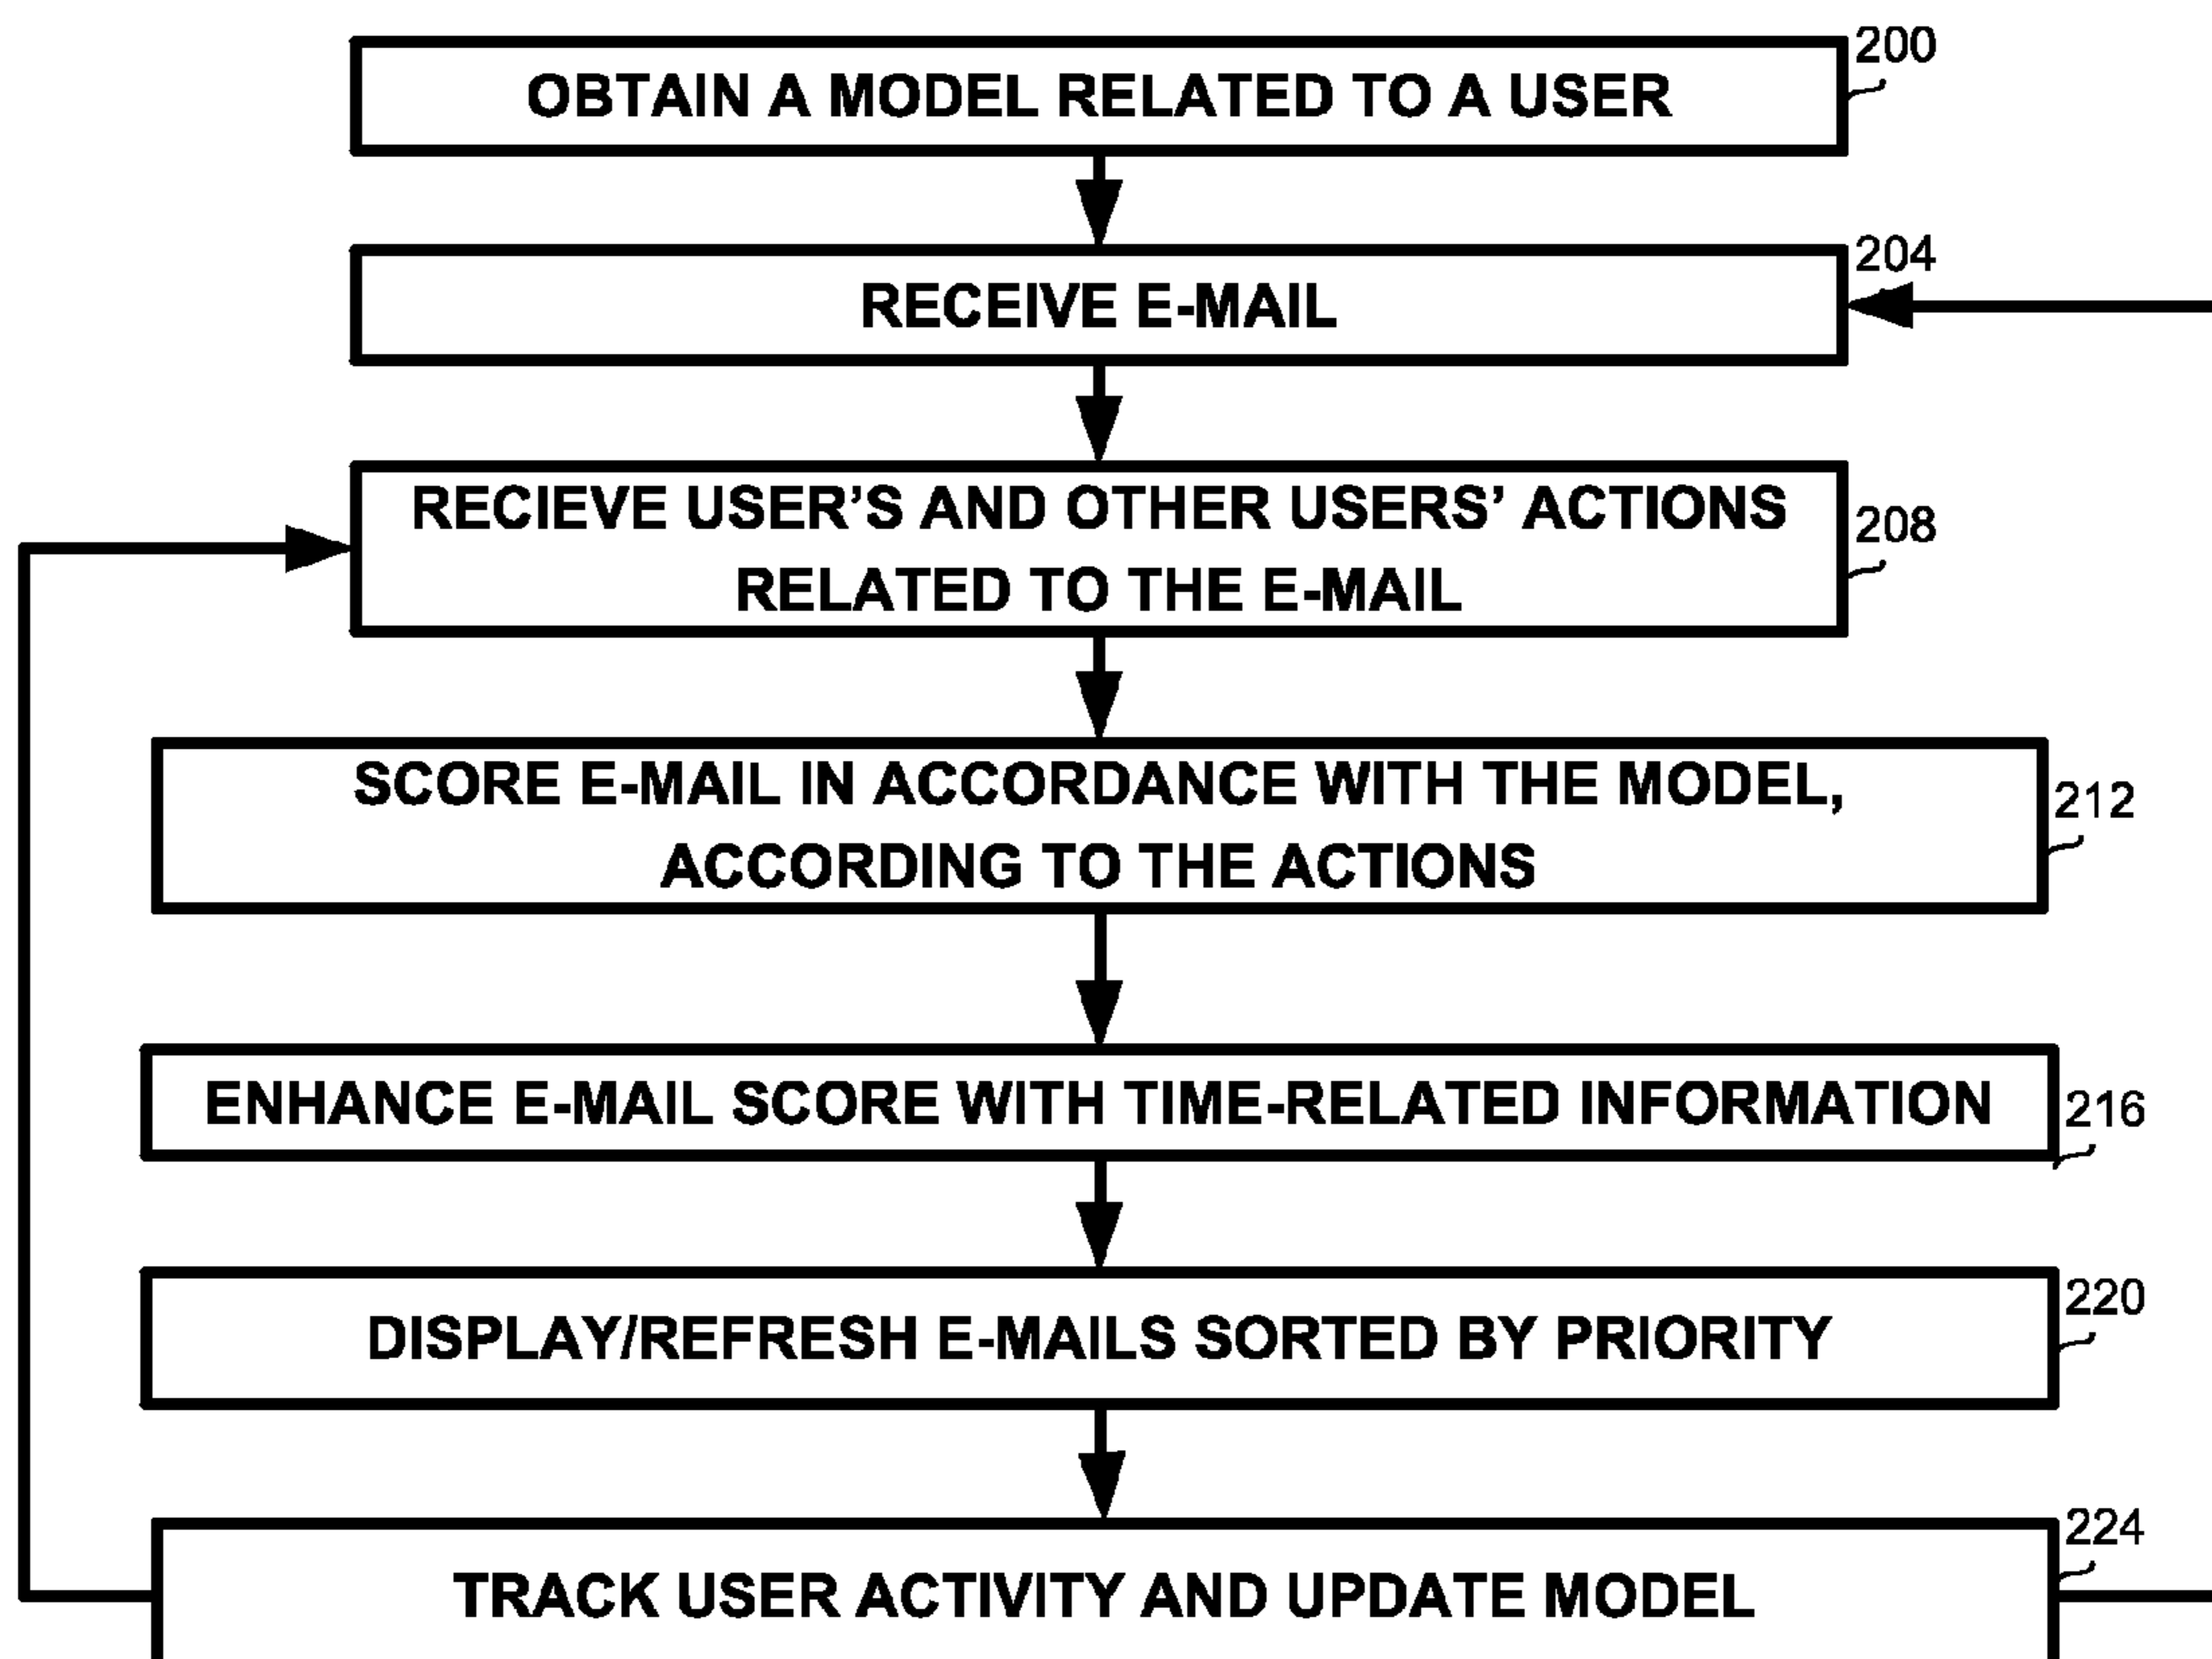 200
OBTAIN A MODEL RELATED TO A USER
204
RECEIVE E-MAIL
RECIEVE USER’S AND OTHER USERS’ ACTIONS
RELATED TO THE E-MAIL
208
SCORE E-MAIL IN ACCORDANCE WITH THE MODEL,
ACCORDING TO THE ACTIONS
212
ENHANCE E-MAIL SCORE WITH TIME-RELATED INFORMATION
216
DISPLAY/REFRESH E-MAILS SORTED BY PRIORITY
220
224
TRACK USER ACTIVITY AND UPDATE MODEL